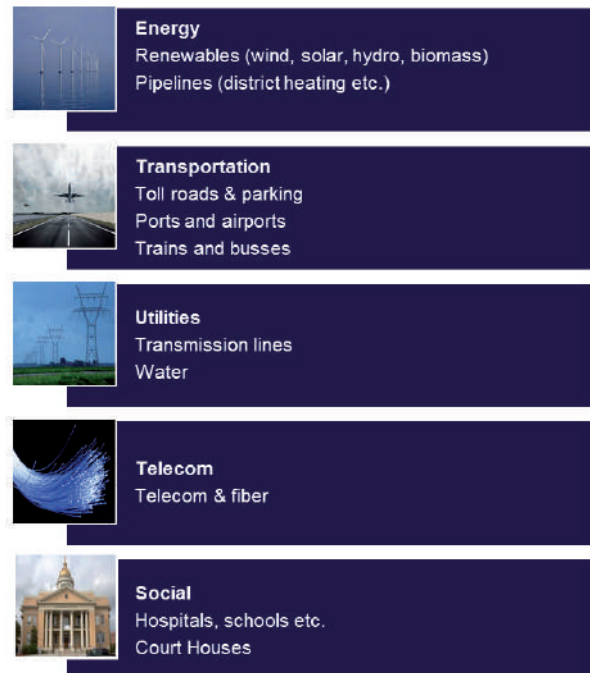 Energy
Renewables (wind, solar, hydro, biomass)
Pipelines (district heating etc.)
Transportation
Toll roads & parking
Ports and airports
Trains and busses
Utilities
Transmission lines
Water
Telecom
Telecom & fiber
Social
Hospitals, schools etc.
Court Houses